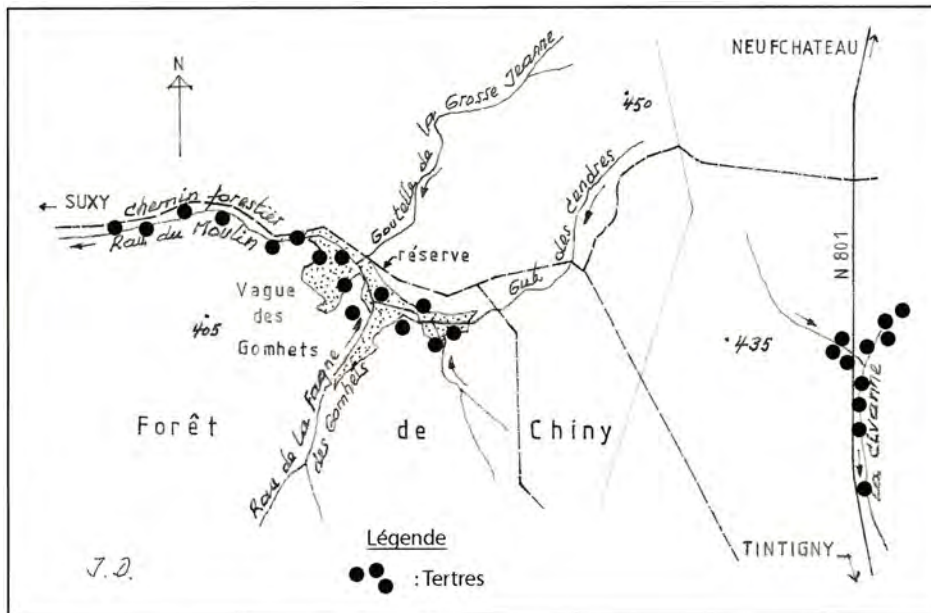 NEUFCHATEAU
N
Goutelle de la Grosse Jeanne
450
SUXY
chemin forestier
Rau du Moulin
Gut. des Cendres
réserve
N 801
Vague
des
Gomhets
405
435
Rau de La Fagne
des Gomhets
La Civanne
Forêt de Chiny
TINTIGNY
Légende
: Tertres
J.D.